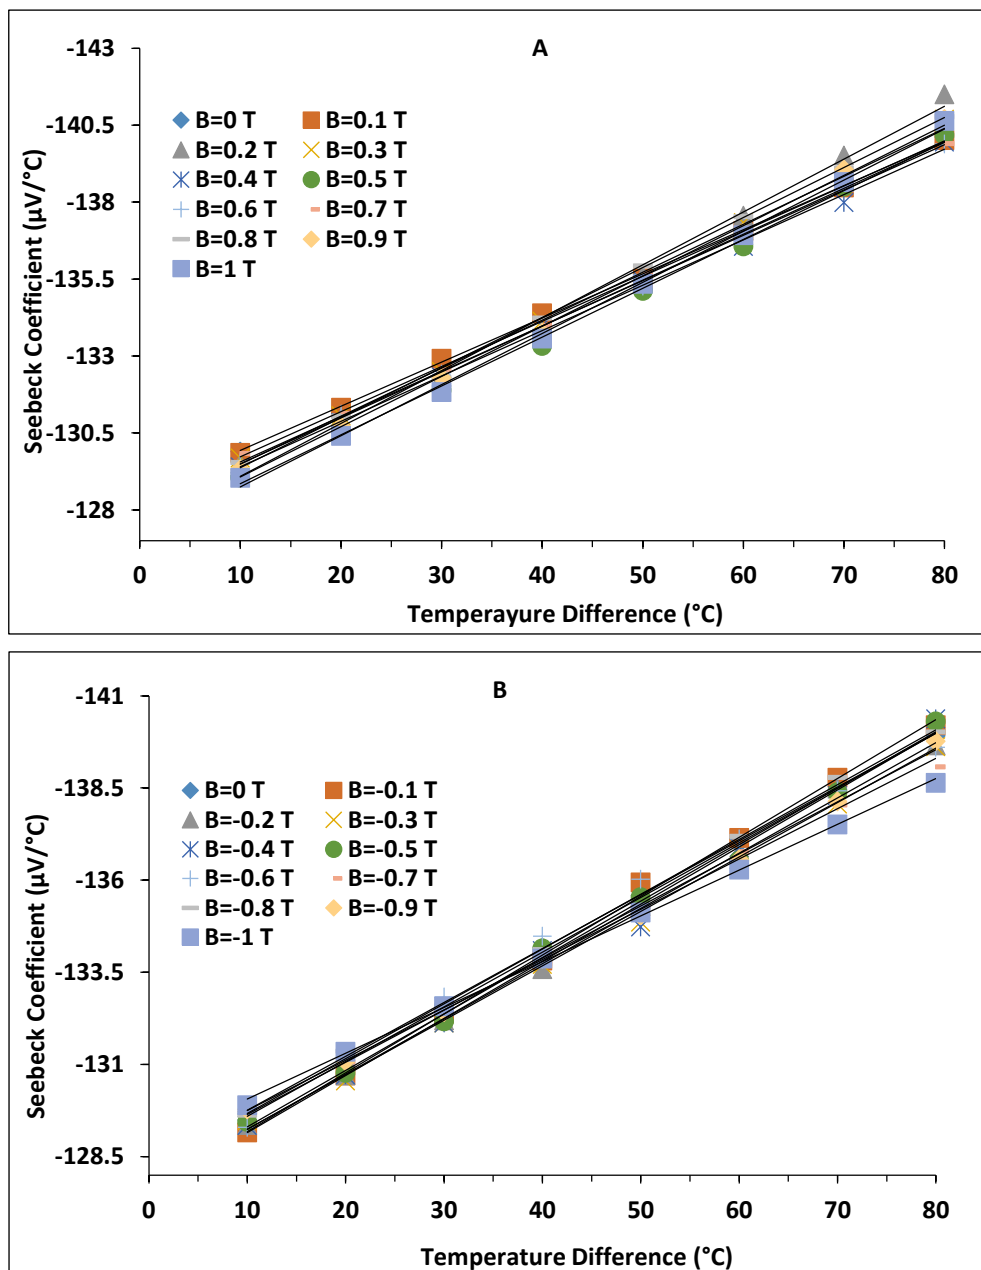 A
-143
-140.5
-138
-135.5
-133
-130.5
-128
Seebeck Coefficient (µV/°C)
B=0 T B=0.1 T
B=0.2 T B=0.3 T
B=0.4 T B=0.5 T
B=0.6 T B=0.7 T
B=0.8 T B=0.9 T
B=1 T
0 10 20 30 40 50 60 70 80
Temperayure Difference (°C)
B
-141
-138.5
-136
-133.5
-131
-128.5
Seebeck Coefficient (µV/°C)
B=0 T B=-0.1 T
B=-0.2 T B=-0.3 T
B=-0.4 T B=-0.5 T
B=-0.6 T B=-0.7 T
B=-0.8 T B=-0.9 T
B=-1 T
0 10 20 30 40 50 60 70 80
Temperature Difference (°C)